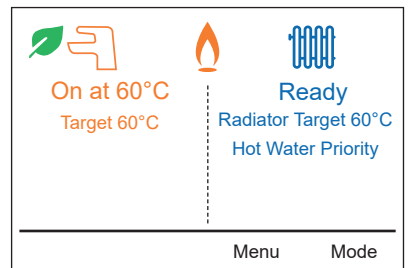 On at 60°C
Target 60°C
Ready
Radiator Target 60°C
Hot Water Priority
Menu
Mode